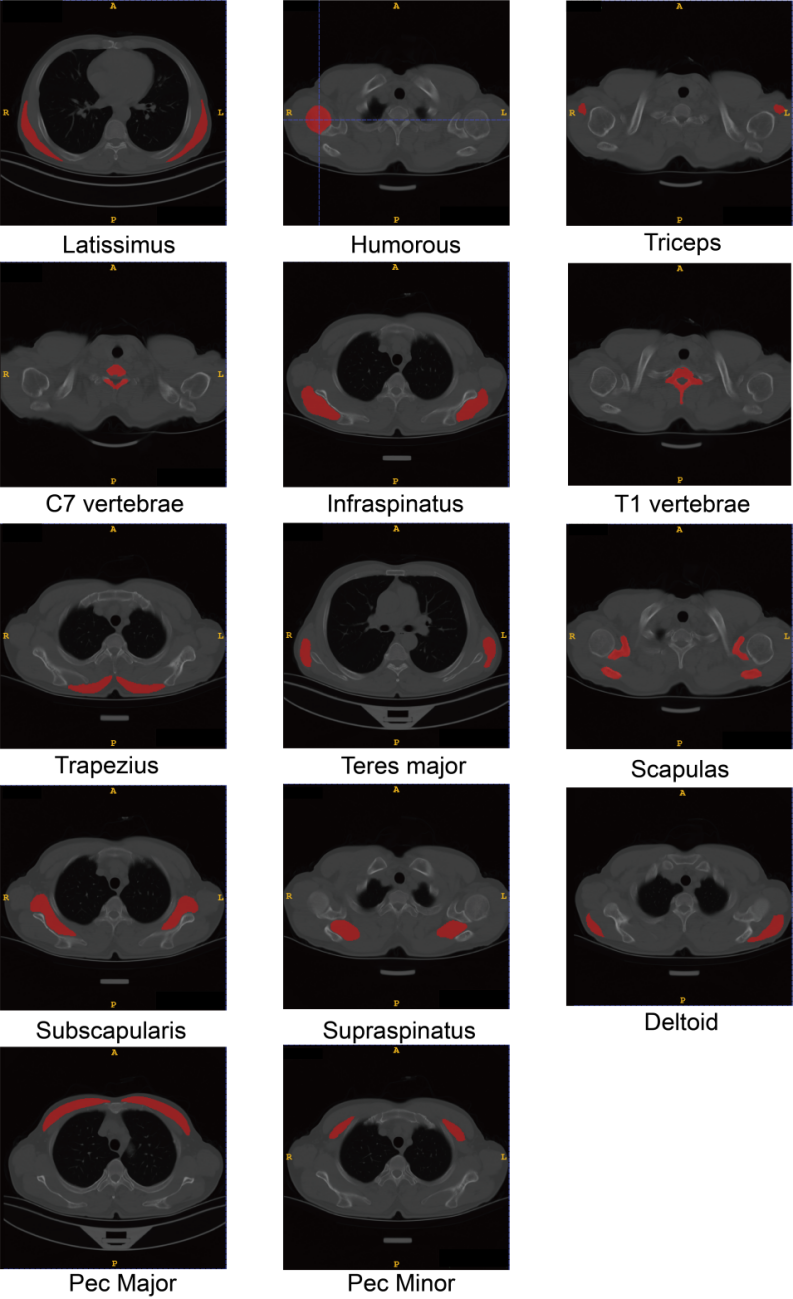 A
R L
P
Latissimus
A
R L
P
Humorous
A
R L
P
Triceps
A
R L
P
C7 vertebrae
A
P
Infraspinatus
A
P
T1 vertebrae
A
R L
P
Trapezius
A
R L
P
Teres major
A
R L
P
Scapulas
A
R L
P
Subscapularis
A
R L
P
Supraspinatus
A
P
Deltoid
A
P
Pec Major
A
R L
P
Pec Minor